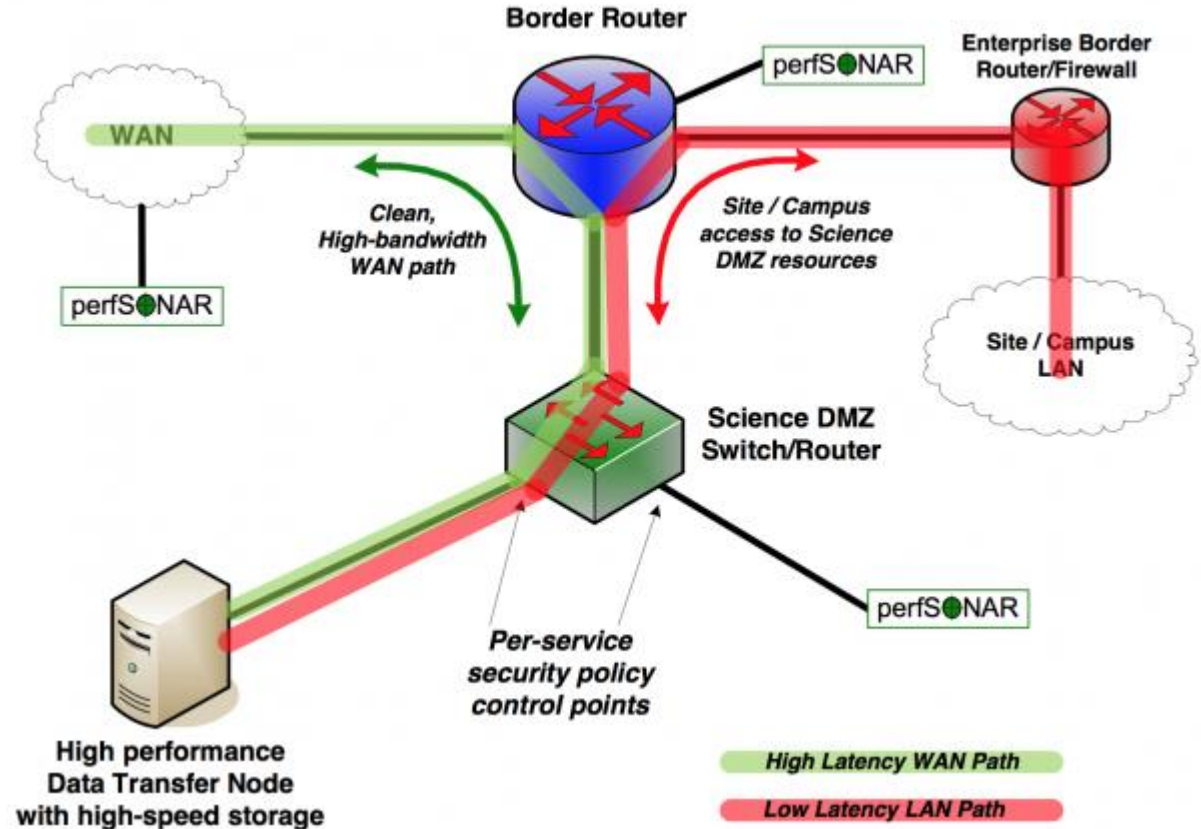 Border Router
perfSONAR
Enterprise Border
Router/Firewall
WAN
Clean,
High-bandwidth
WAN path
Site / Campus
access to Science
DMZ resources
perfSONAR
Site / Campus
LAN
Science DMZ
Switch/Router
perfSONAR
Per-service
security policy
control points
High performance
Data Transfer Node
with high-speed storage
High Latency WAN Path
Low Latency LAN Path